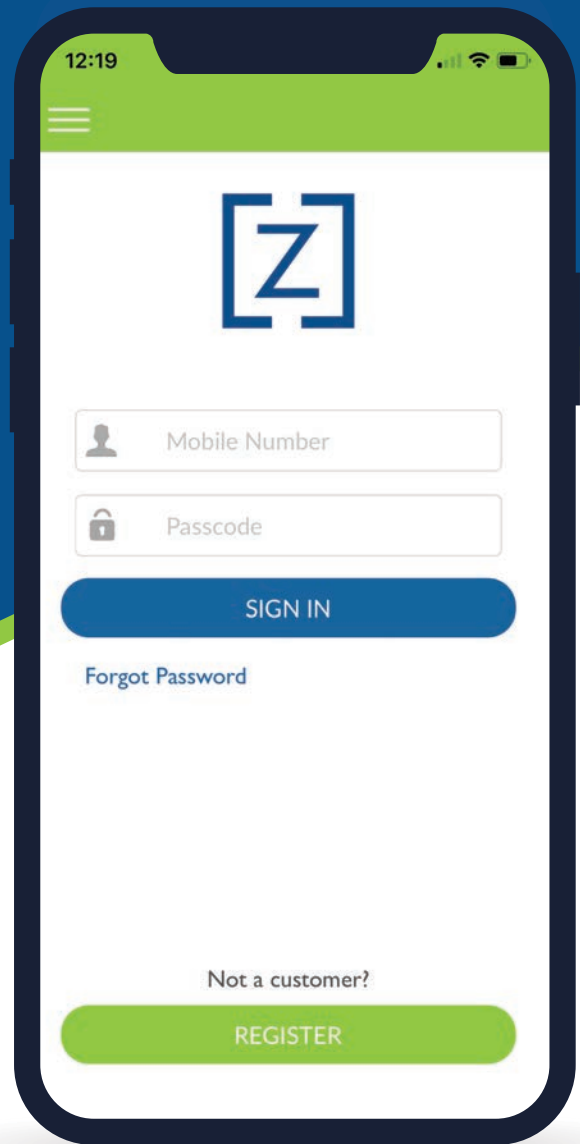 12:19
[Z]
Mobile Number
Passcode
SIGN IN
Forgot Password
Not a customer?
REGISTER